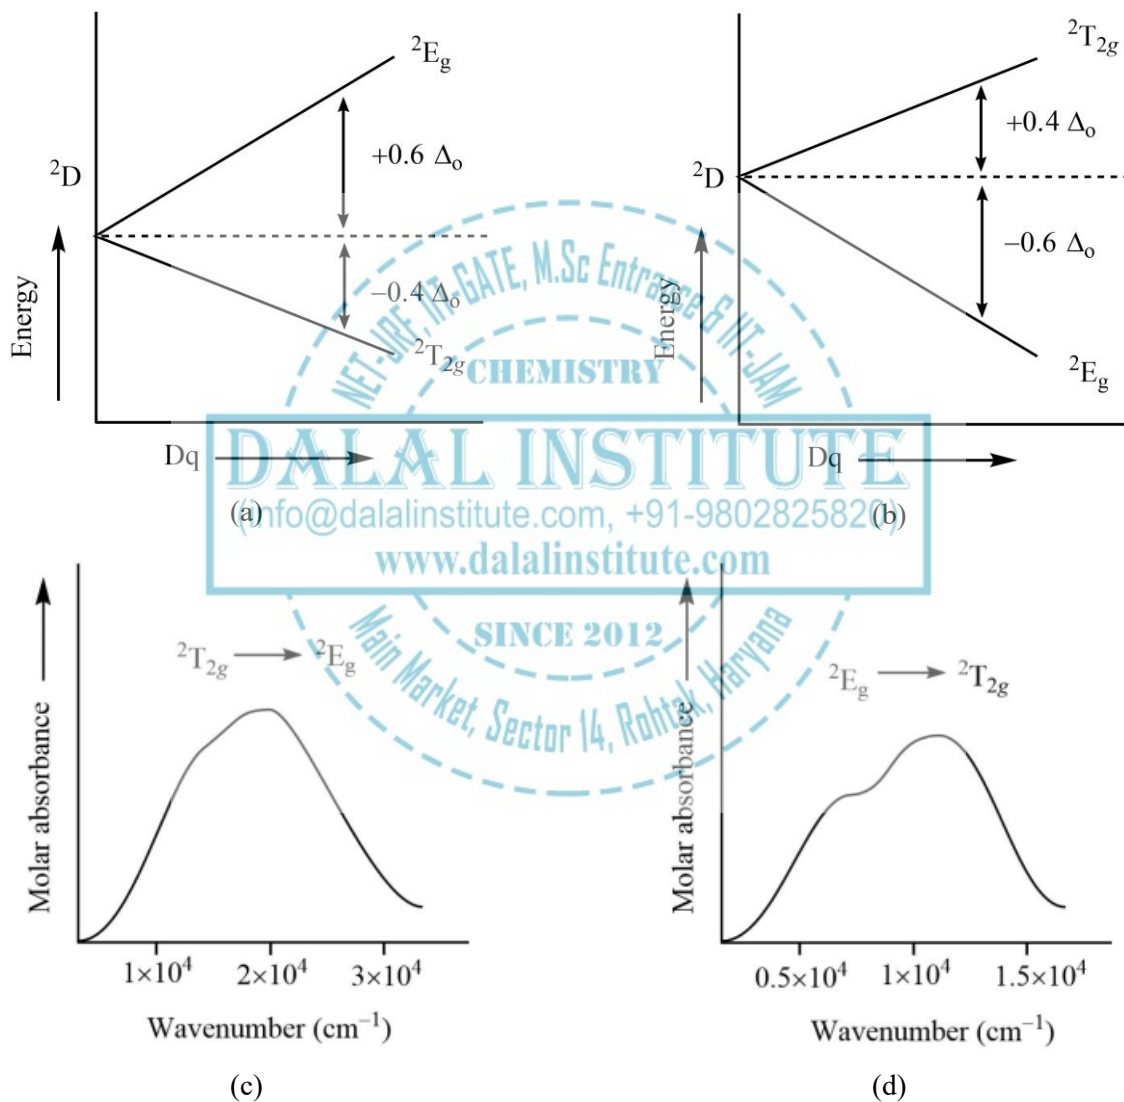 ²E_g
+0.6 Δ_o
²D
−0.4 Δ_o
²T_2g
Energy
Dq
(a)
²T_2g
+0.4 Δ_o
²D
−0.6 Δ_o
²E_g
Energy
Dq
(b)
NET-JRF, IIT-GATE, M.Sc Entrance & IIT-JAM
CHEMISTRY
DALAL INSTITUTE
(info@dalalinstitute.com, +91-9802825820)
www.dalalinstitute.com
SINCE 2012
Main Market, Sector 14, Rohtak, Haryana
²T_2g → ²E_g
Molar absorbance
1×10⁴ 2×10⁴ 3×10⁴
Wavenumber (cm⁻¹)
(c)
²E_g → ²T_2g
Molar absorbance
0.5×10⁴ 1×10⁴ 1.5×10⁴
Wavenumber (cm⁻¹)
(d)